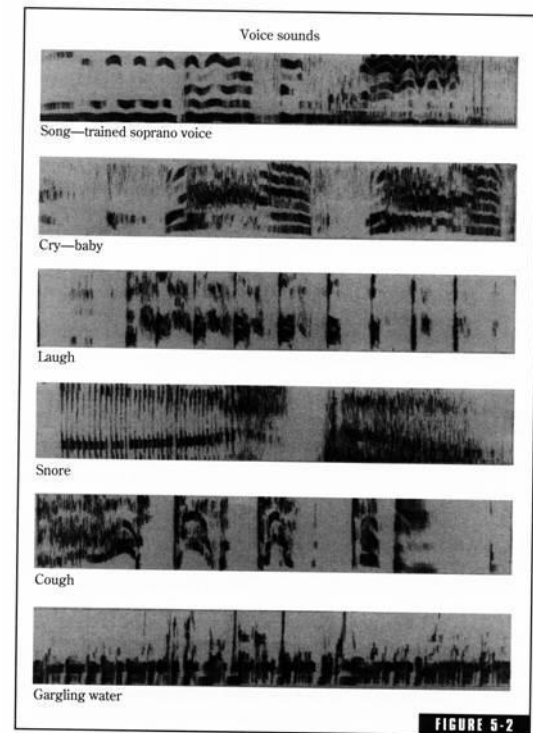 Voice sounds
Song—trained soprano voice
Cry—baby
Laugh
Snore
Cough
Gargling water
FIGURE 5-2